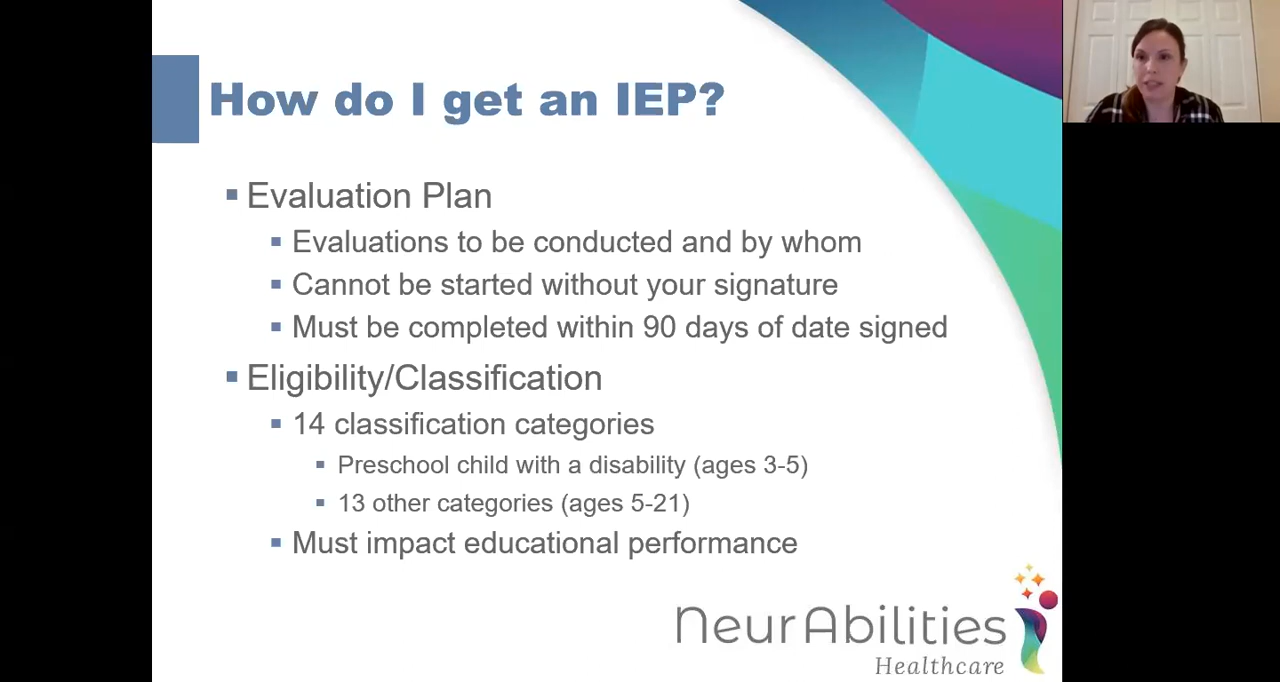 How do I get an IEP?
Evaluation Plan
Evaluations to be conducted and by whom
Cannot be started without your signature
Must be completed within 90 days of date signed
Eligibility/Classification
14 classification categories
Preschool child with a disability (ages 3-5)
13 other categories (ages 5-21)
Must impact educational performance
NeurAbilities
Healthcare